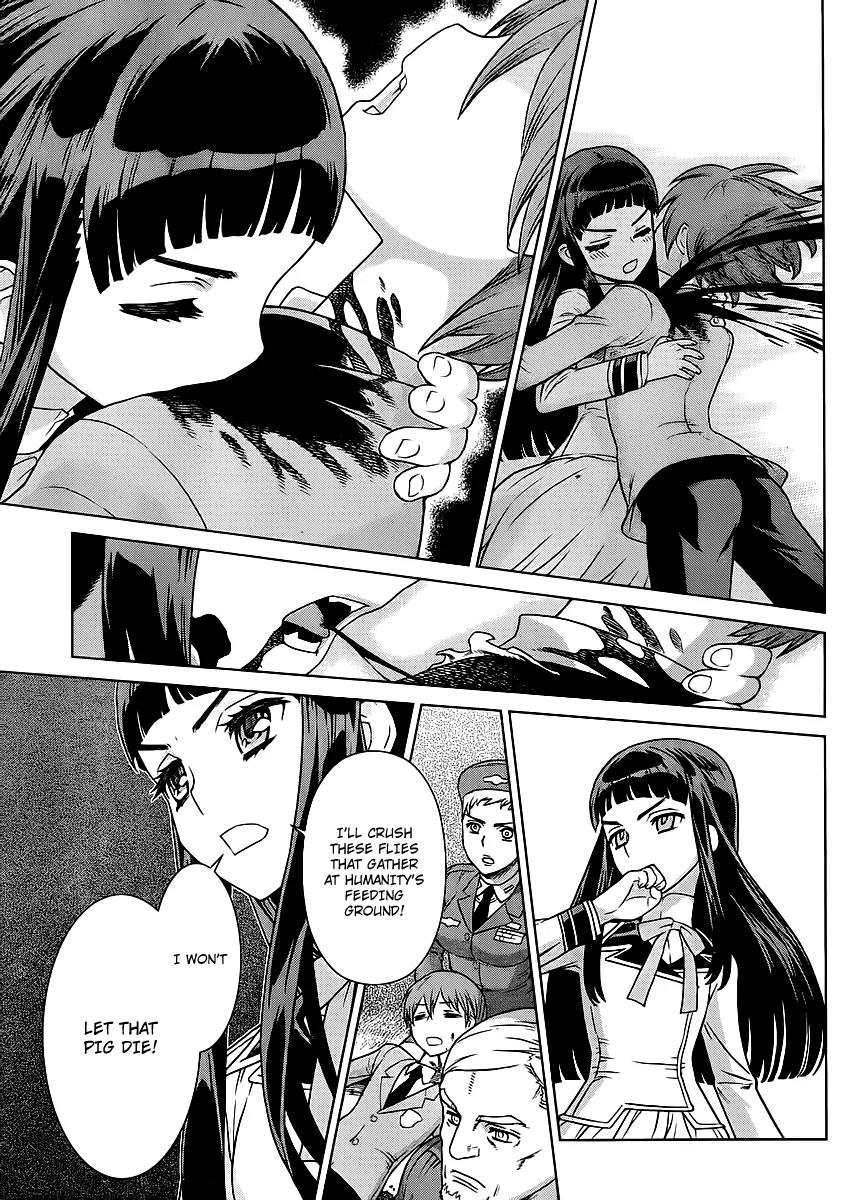 I'LL CRUSH
THESE FLIES
THAT GATHER
AT HUMANITY'S
FEEDING
GROUND!
I WON'T
LET THAT
PIG DIE!